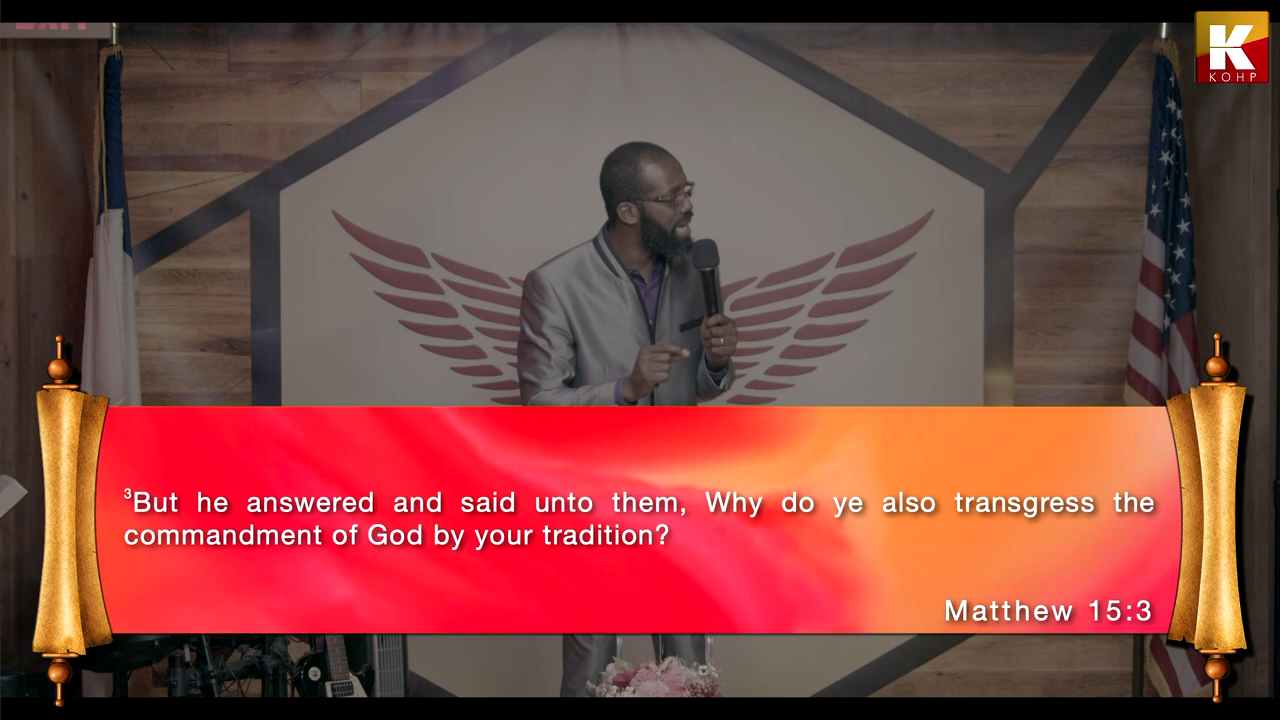 EXIT
K
KOHP
³But he answered and said unto them, Why do ye also transgress the
commandment of God by your tradition?
Matthew 15:3